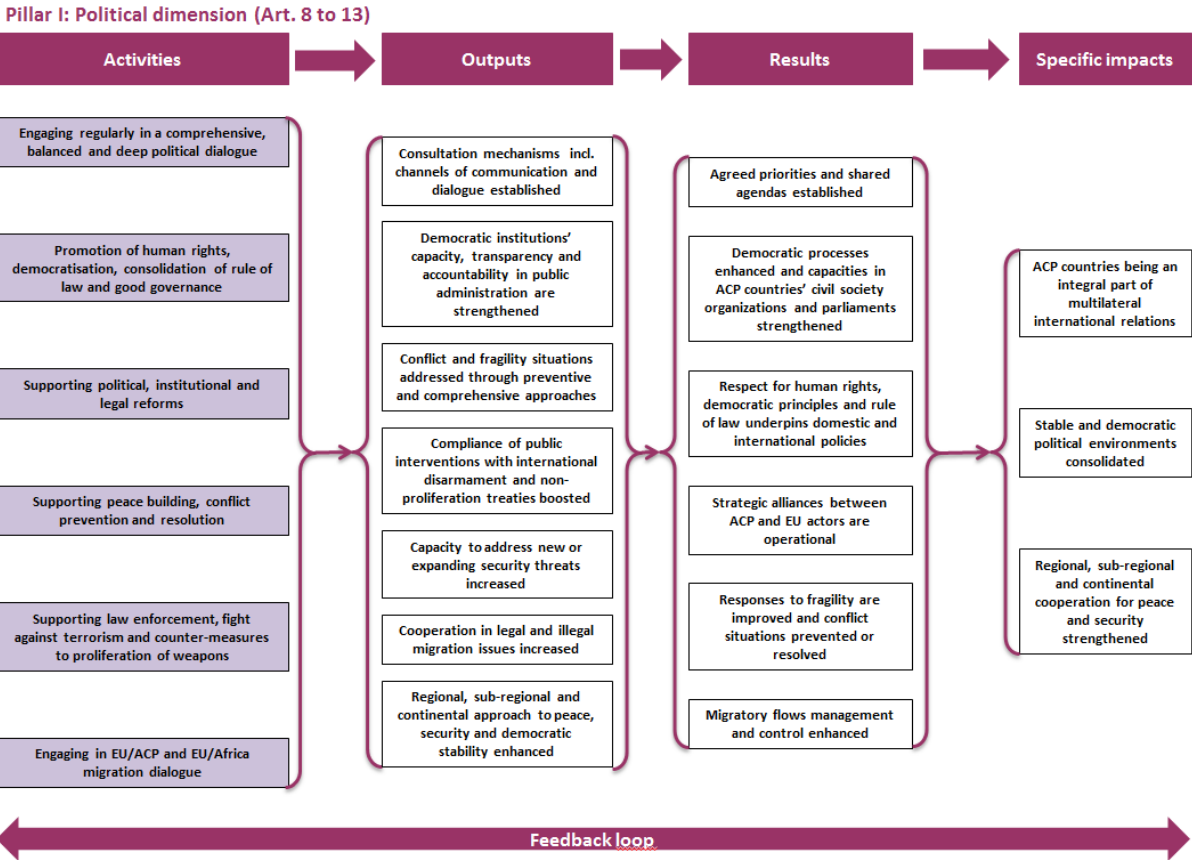 Pillar I: Political dimension (Art. 8 to 13)
Activities
Outputs
Results
Specific impacts
Engaging regularly in a comprehensive,
balanced and deep political dialogue
Promotion of human rights,
democratisation, consolidation of rule of
law and good governance
Supporting political, institutional and
legal reforms
Supporting peace building, conflict
prevention and resolution
Supporting law enforcement, fight
against terrorism and counter-measures
to proliferation of weapons
Engaging in EU/ACP and EU/Africa
migration dialogue
Consultation mechanisms incl.
channels of communication and
dialogue established
Democratic institutions’
capacity, transparency and
accountability in public
administration are
strengthened
Conflict and fragility situations
addressed through preventive
and comprehensive approaches
Compliance of public
interventions with international
disarmament and non-
proliferation treaties boosted
Capacity to address new or
expanding security threats
increased
Cooperation in legal and illegal
migration issues increased
Regional, sub-regional and
continental approach to peace,
security and democratic
stability enhanced
Agreed priorities and shared
agendas established
Democratic processes
enhanced and capacities in
ACP countries’ civil society
organizations and parliaments
strengthened
Respect for human rights,
democratic principles and rule
of law underpins domestic and
international policies
Strategic alliances between
ACP and EU actors are
operational
Responses to fragility are
improved and conflict
situations prevented or
resolved
Migratory flows management
and control enhanced
ACP countries being an
integral part of
multilateral
international relations
Stable and democratic
political environments
consolidated
Regional, sub-regional
and continental
cooperation for peace
and security
strengthened
Feedback loop